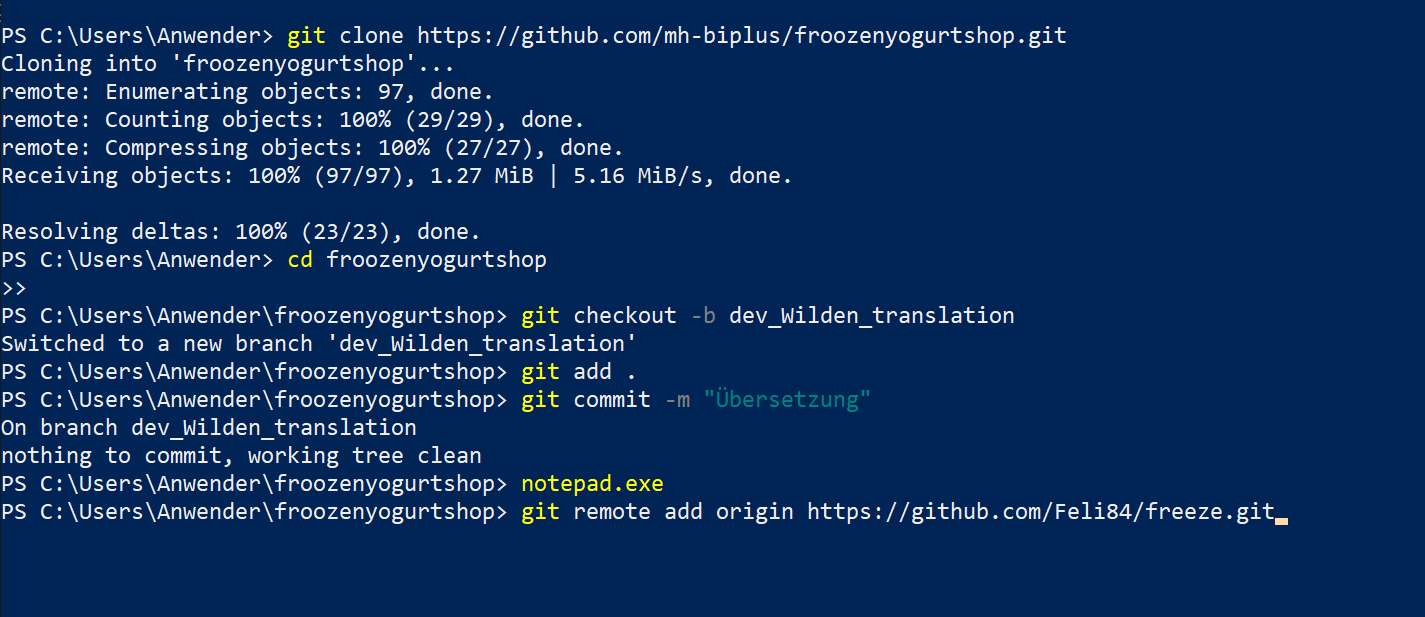 PS C:\Users\Anwender> git clone https://github.com/mh-biplus/froozenyogurtshop.git
Cloning into 'froozenyogurtshop'...
remote: Enumerating objects: 97, done.
remote: Counting objects: 100% (29/29), done.
remote: Compressing objects: 100% (27/27), done.
Receiving objects: 100% (97/97), 1.27 MiB | 5.16 MiB/s, done.
Resolving deltas: 100% (23/23), done.
PS C:\Users\Anwender> cd froozenyogurtshop
>>
PS C:\Users\Anwender\froozenyogurtshop> git checkout -b dev_Wilden_translation
Switched to a new branch 'dev_Wilden_translation'
PS C:\Users\Anwender\froozenyogurtshop> git add .
PS C:\Users\Anwender\froozenyogurtshop> git commit -m "Übersetzung"
On branch dev_Wilden_translation
nothing to commit, working tree clean
PS C:\Users\Anwender\froozenyogurtshop> notepad.exe
PS C:\Users\Anwender\froozenyogurtshop> git remote add origin https://github.com/Feli84/freeze.git